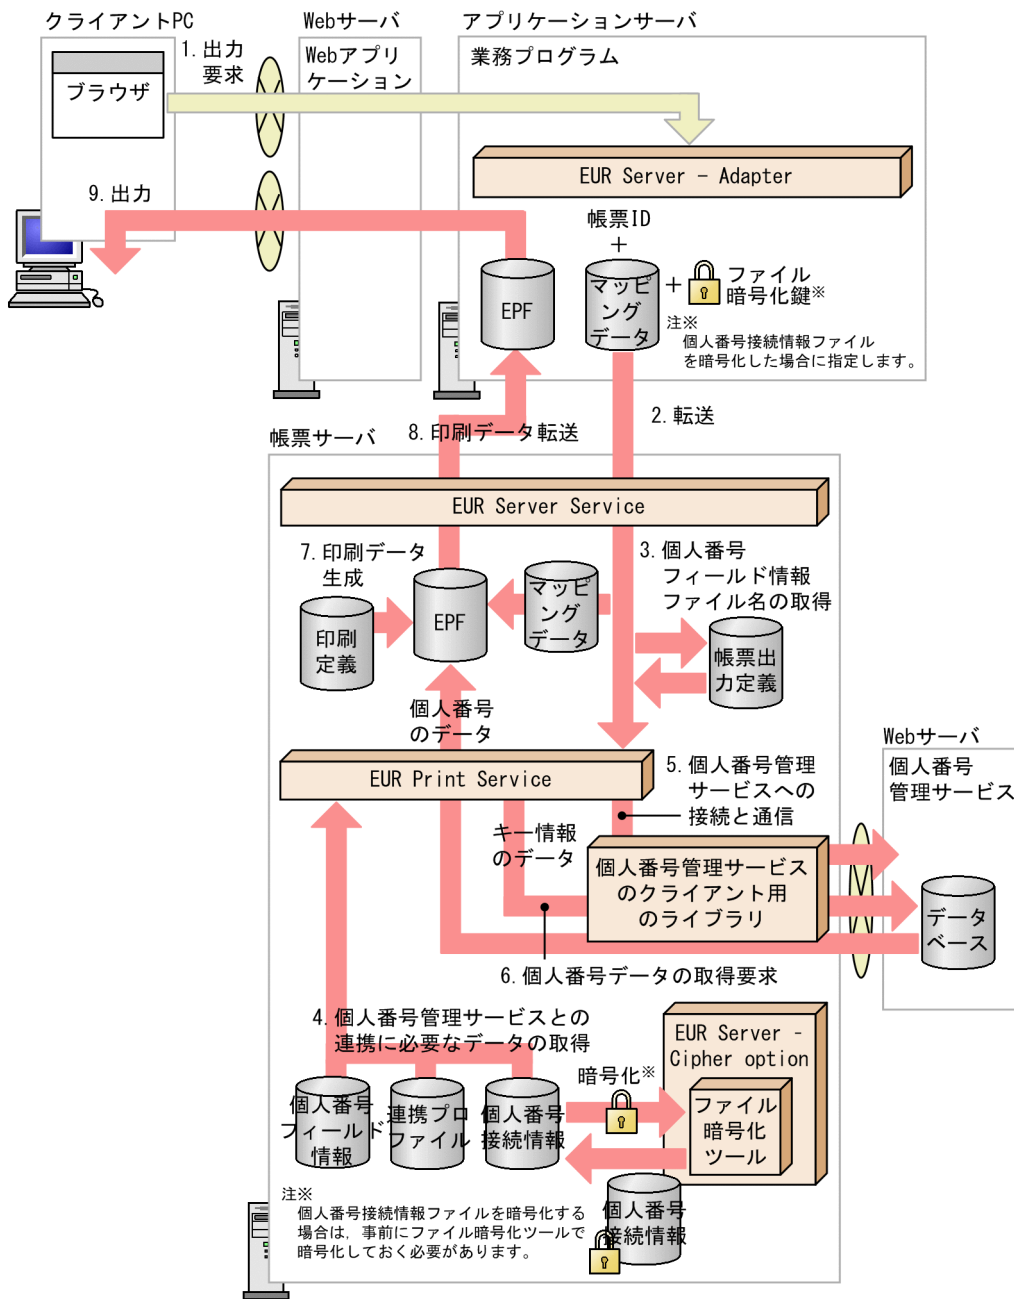 クライアントPC
Webサーバ
アプリケーションサーバ
1. 出力
要求
Webアプリ
ケーション
業務プログラム
ブラウザ
EUR Server − Adapter
9. 出力
帳票ID
+
マッピ
ング
データ
+
ファイル
暗号化鍵※
EPF
注※
個人番号接続情報ファイル
を暗号化した場合に指定します。
2. 転送
8. 印刷データ転送
帳票サーバ
EUR Server Service
7. 印刷データ
生成
3. 個人番号
フィールド情報
ファイル名の取得
印刷
定義
EPF
マッピ
ング
データ
帳票出
力定義
個人番号
のデータ
EUR Print Service
5. 個人番号管理
サービスへの
接続と通信
Webサーバ
個人番号
管理サービス
キー情報
のデータ
個人番号管理サービス
のクライアント用
のライブラリ
データ
ベース
6. 個人番号データの取得要求
4. 個人番号管理サービスとの
連携に必要なデータの取得
EUR Server −
Cipher option
暗号化※
個人番号
フィールド
情報
連携プロ
ファイル
個人番号
接続情報
ファイル
暗号化
ツール
個人番号
接続情報
注※
個人番号接続情報ファイルを暗号化する
場合は，事前にファイル暗号化ツールで
暗号化しておく必要があります。